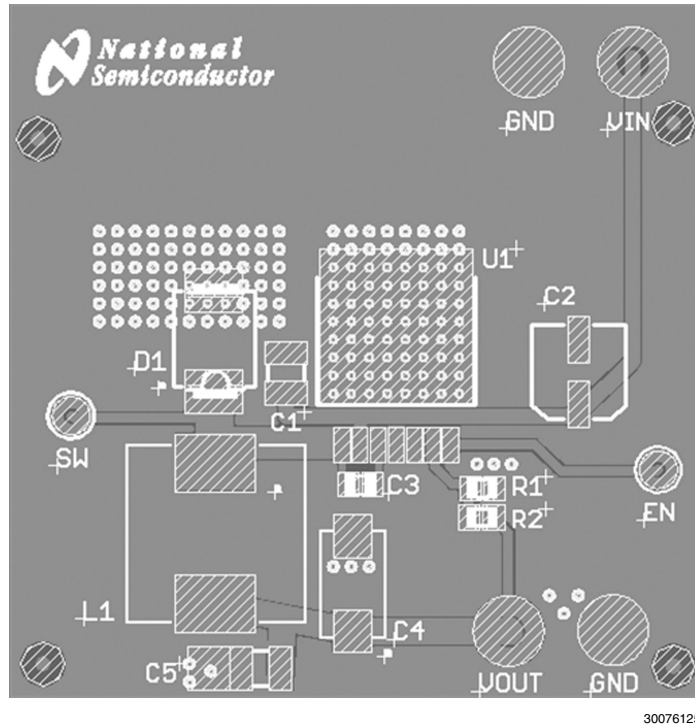 National
Semiconductor
GND
VIN
U1
C2
D1
C1
SW
C3
R1
R2
EN
L1
C4
C5
VOUT
GND
3007612